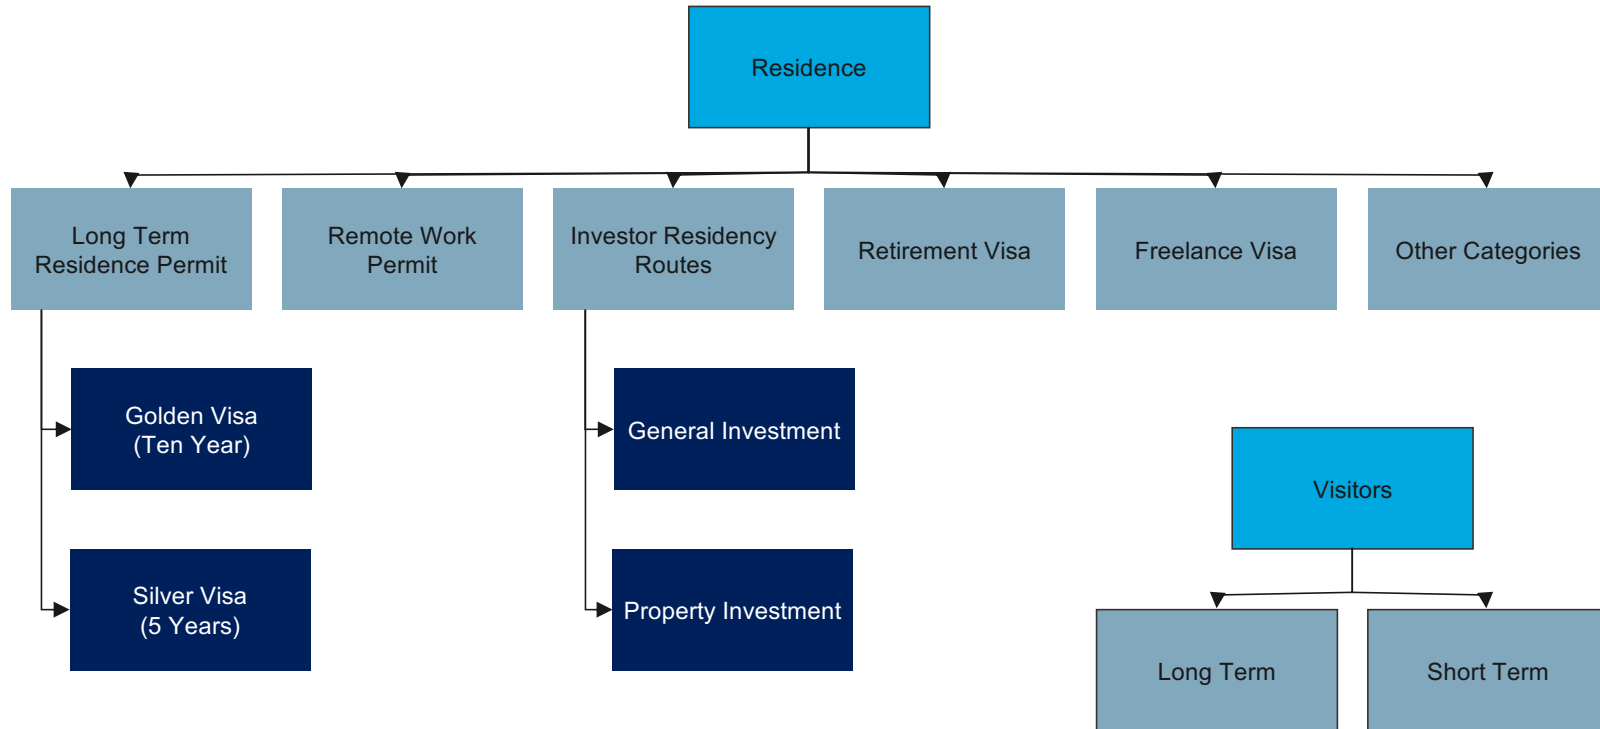 Residence
Long Term
Residence Permit
Remote Work
Permit
Investor Residency
Routes
Retirement Visa
Freelance Visa
Other Categories
Golden Visa
(Ten Year)
General Investment
Visitors
Silver Visa
(5 Years)
Property Investment
Long Term
Short Term